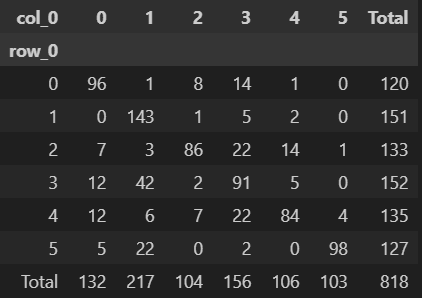 col_0 0 1 2 3 4 5 Total
row_0
0 96 1 8 14 1 0 120
1 0 143 1 5 2 0 151
2 7 3 86 22 14 1 133
3 12 42 2 91 5 0 152
4 12 6 7 22 84 4 135
5 5 22 0 2 0 98 127
Total 132 217 104 156 106 103 818